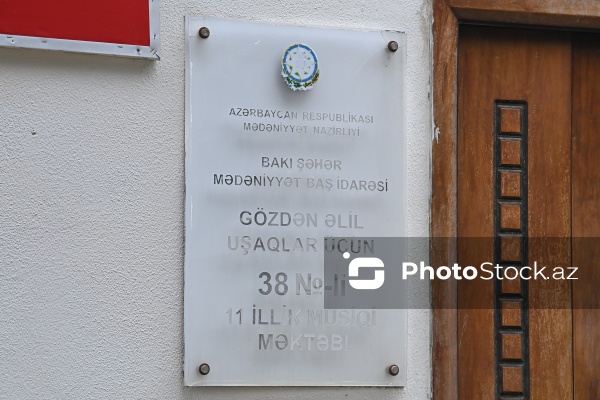 AZƏRBAYCAN RESPUBLİKASI
MƏDƏNİYYƏT NAZİRLİYİ
BAKI ŞƏHƏR
MƏDƏNİYYƏT BAŞ İDARƏSİ
GÖZDƏN ƏLİL
UŞAQLAR ÜÇÜN
38 №-li
11 İLLİK MUSİQİ
MƏKTƏBİ
PhotoStock.az